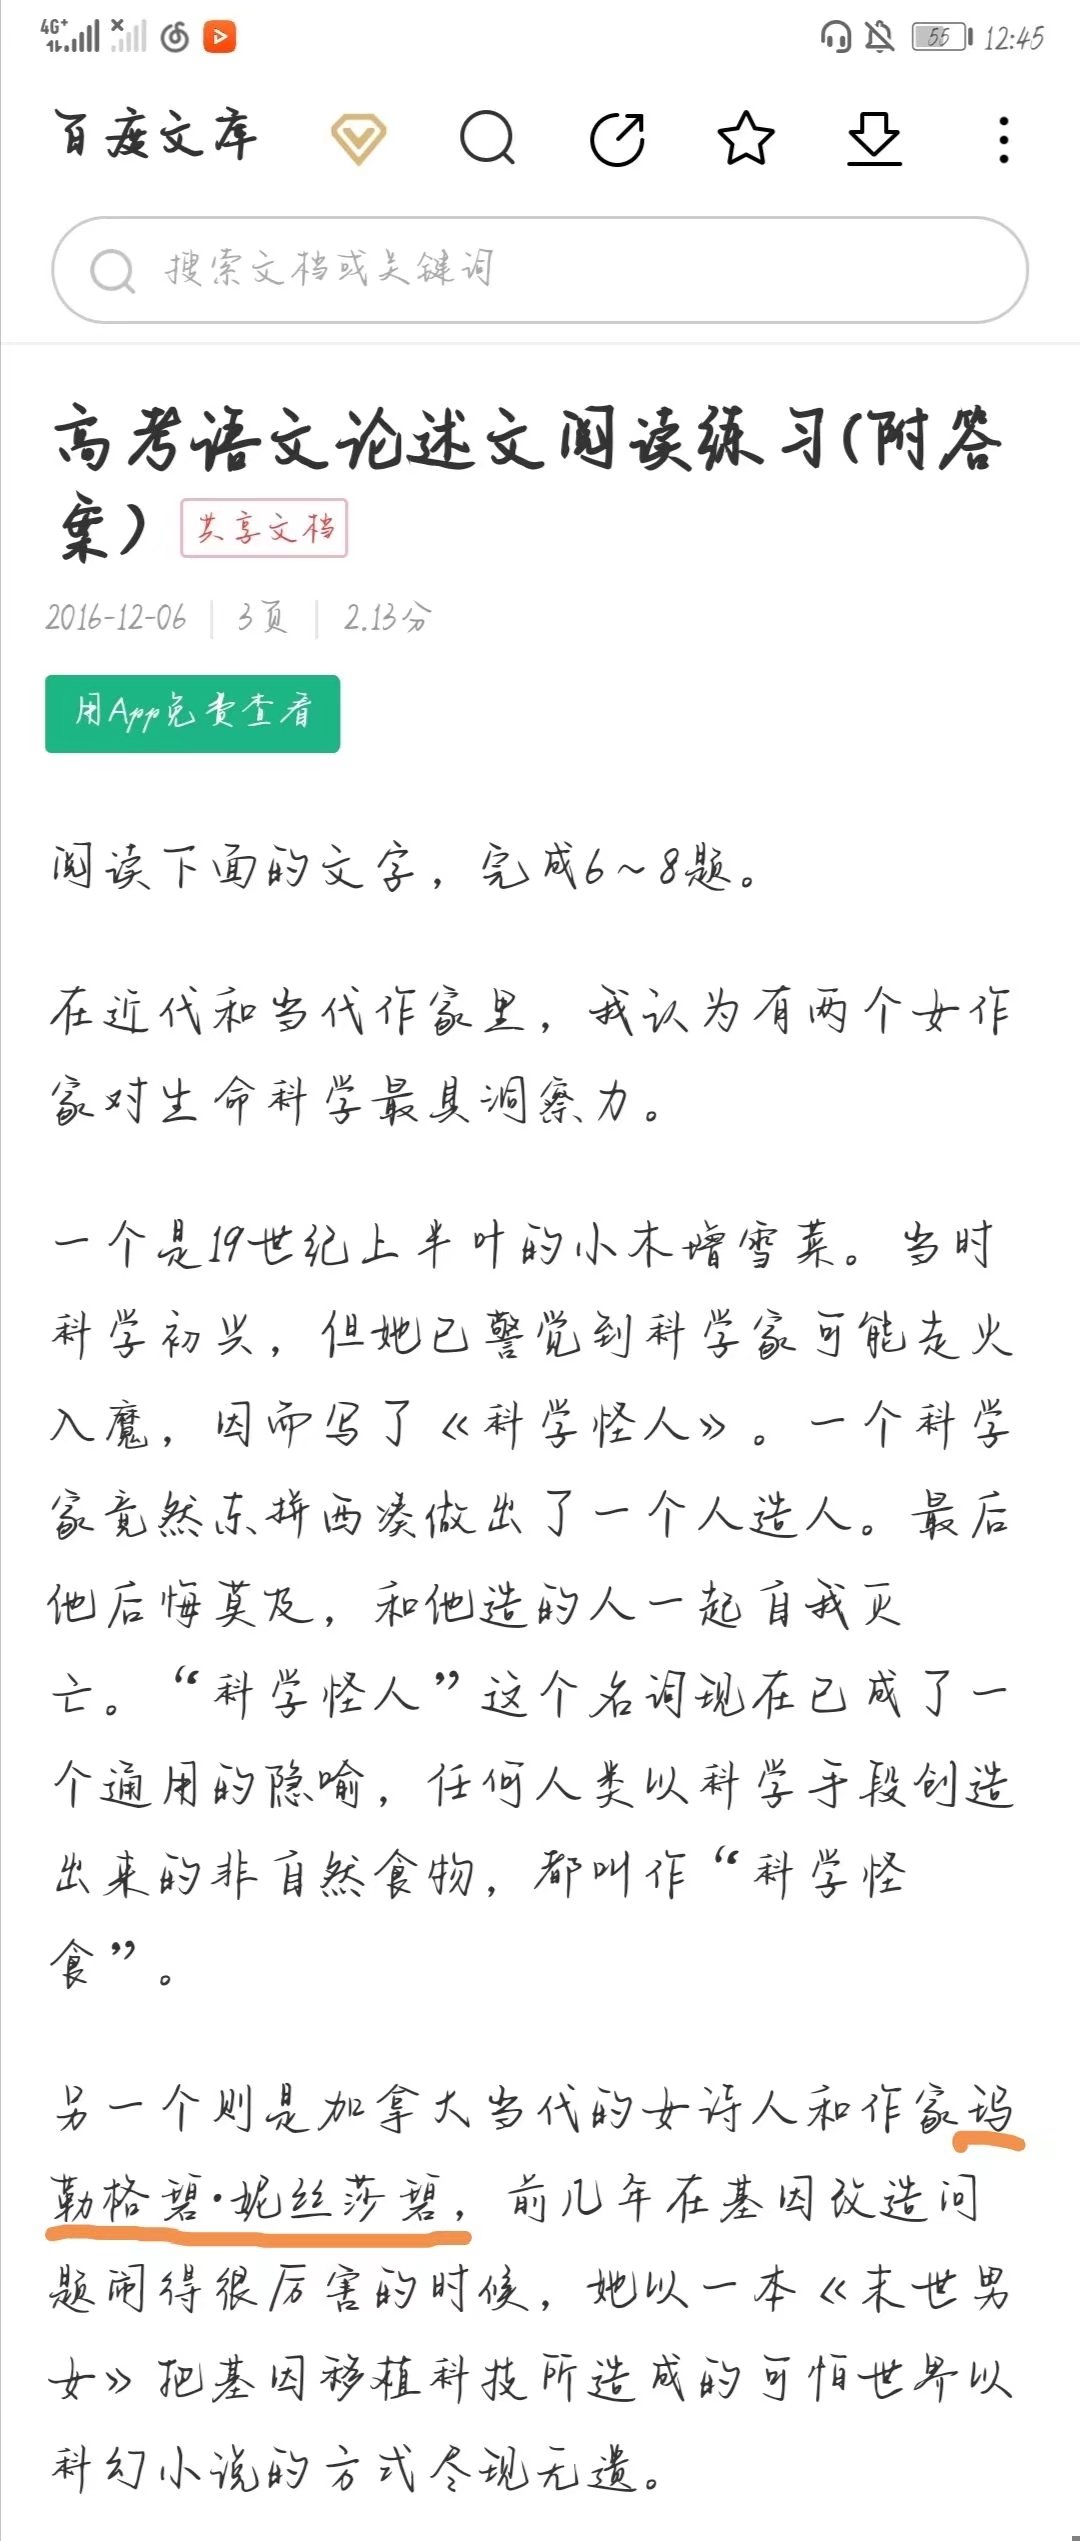 4G+
55 12:45
百度文库
搜索文档或关键词
高考语文论述文阅读练习(附答
案) 共享文档
2016-12-06 3页 2.13分
用App免费查看
阅读下面的文字，完成6~8题。
在近代和当代作家里，我认为有两个女作
家对生命科学最具洞察力。
一个是19世纪上半叶的小木增雪菜。当时
科学初兴，但她已警觉到科学家可能走火
入魔，因而写了《科学怪人》。一个科学
家竟然东拼西凑做出了一个人造人。最后
他后悔莫及，和他造的人一起自我灭
亡。“科学怪人”这个名词现在已成了一
个通用的隐喻，任何人类以科学手段创造
出来的非自然食物，都叫作“科学怪
食”。
另一个则是加拿大当代的女诗人和作家玛
勒格碧·妮丝莎碧，前几年在基因改造问
题闹得很厉害的时候，她以一本《末世男
女》把基因移植科技所造成的可怕世界以
科幻小说的方式尽现无遗。